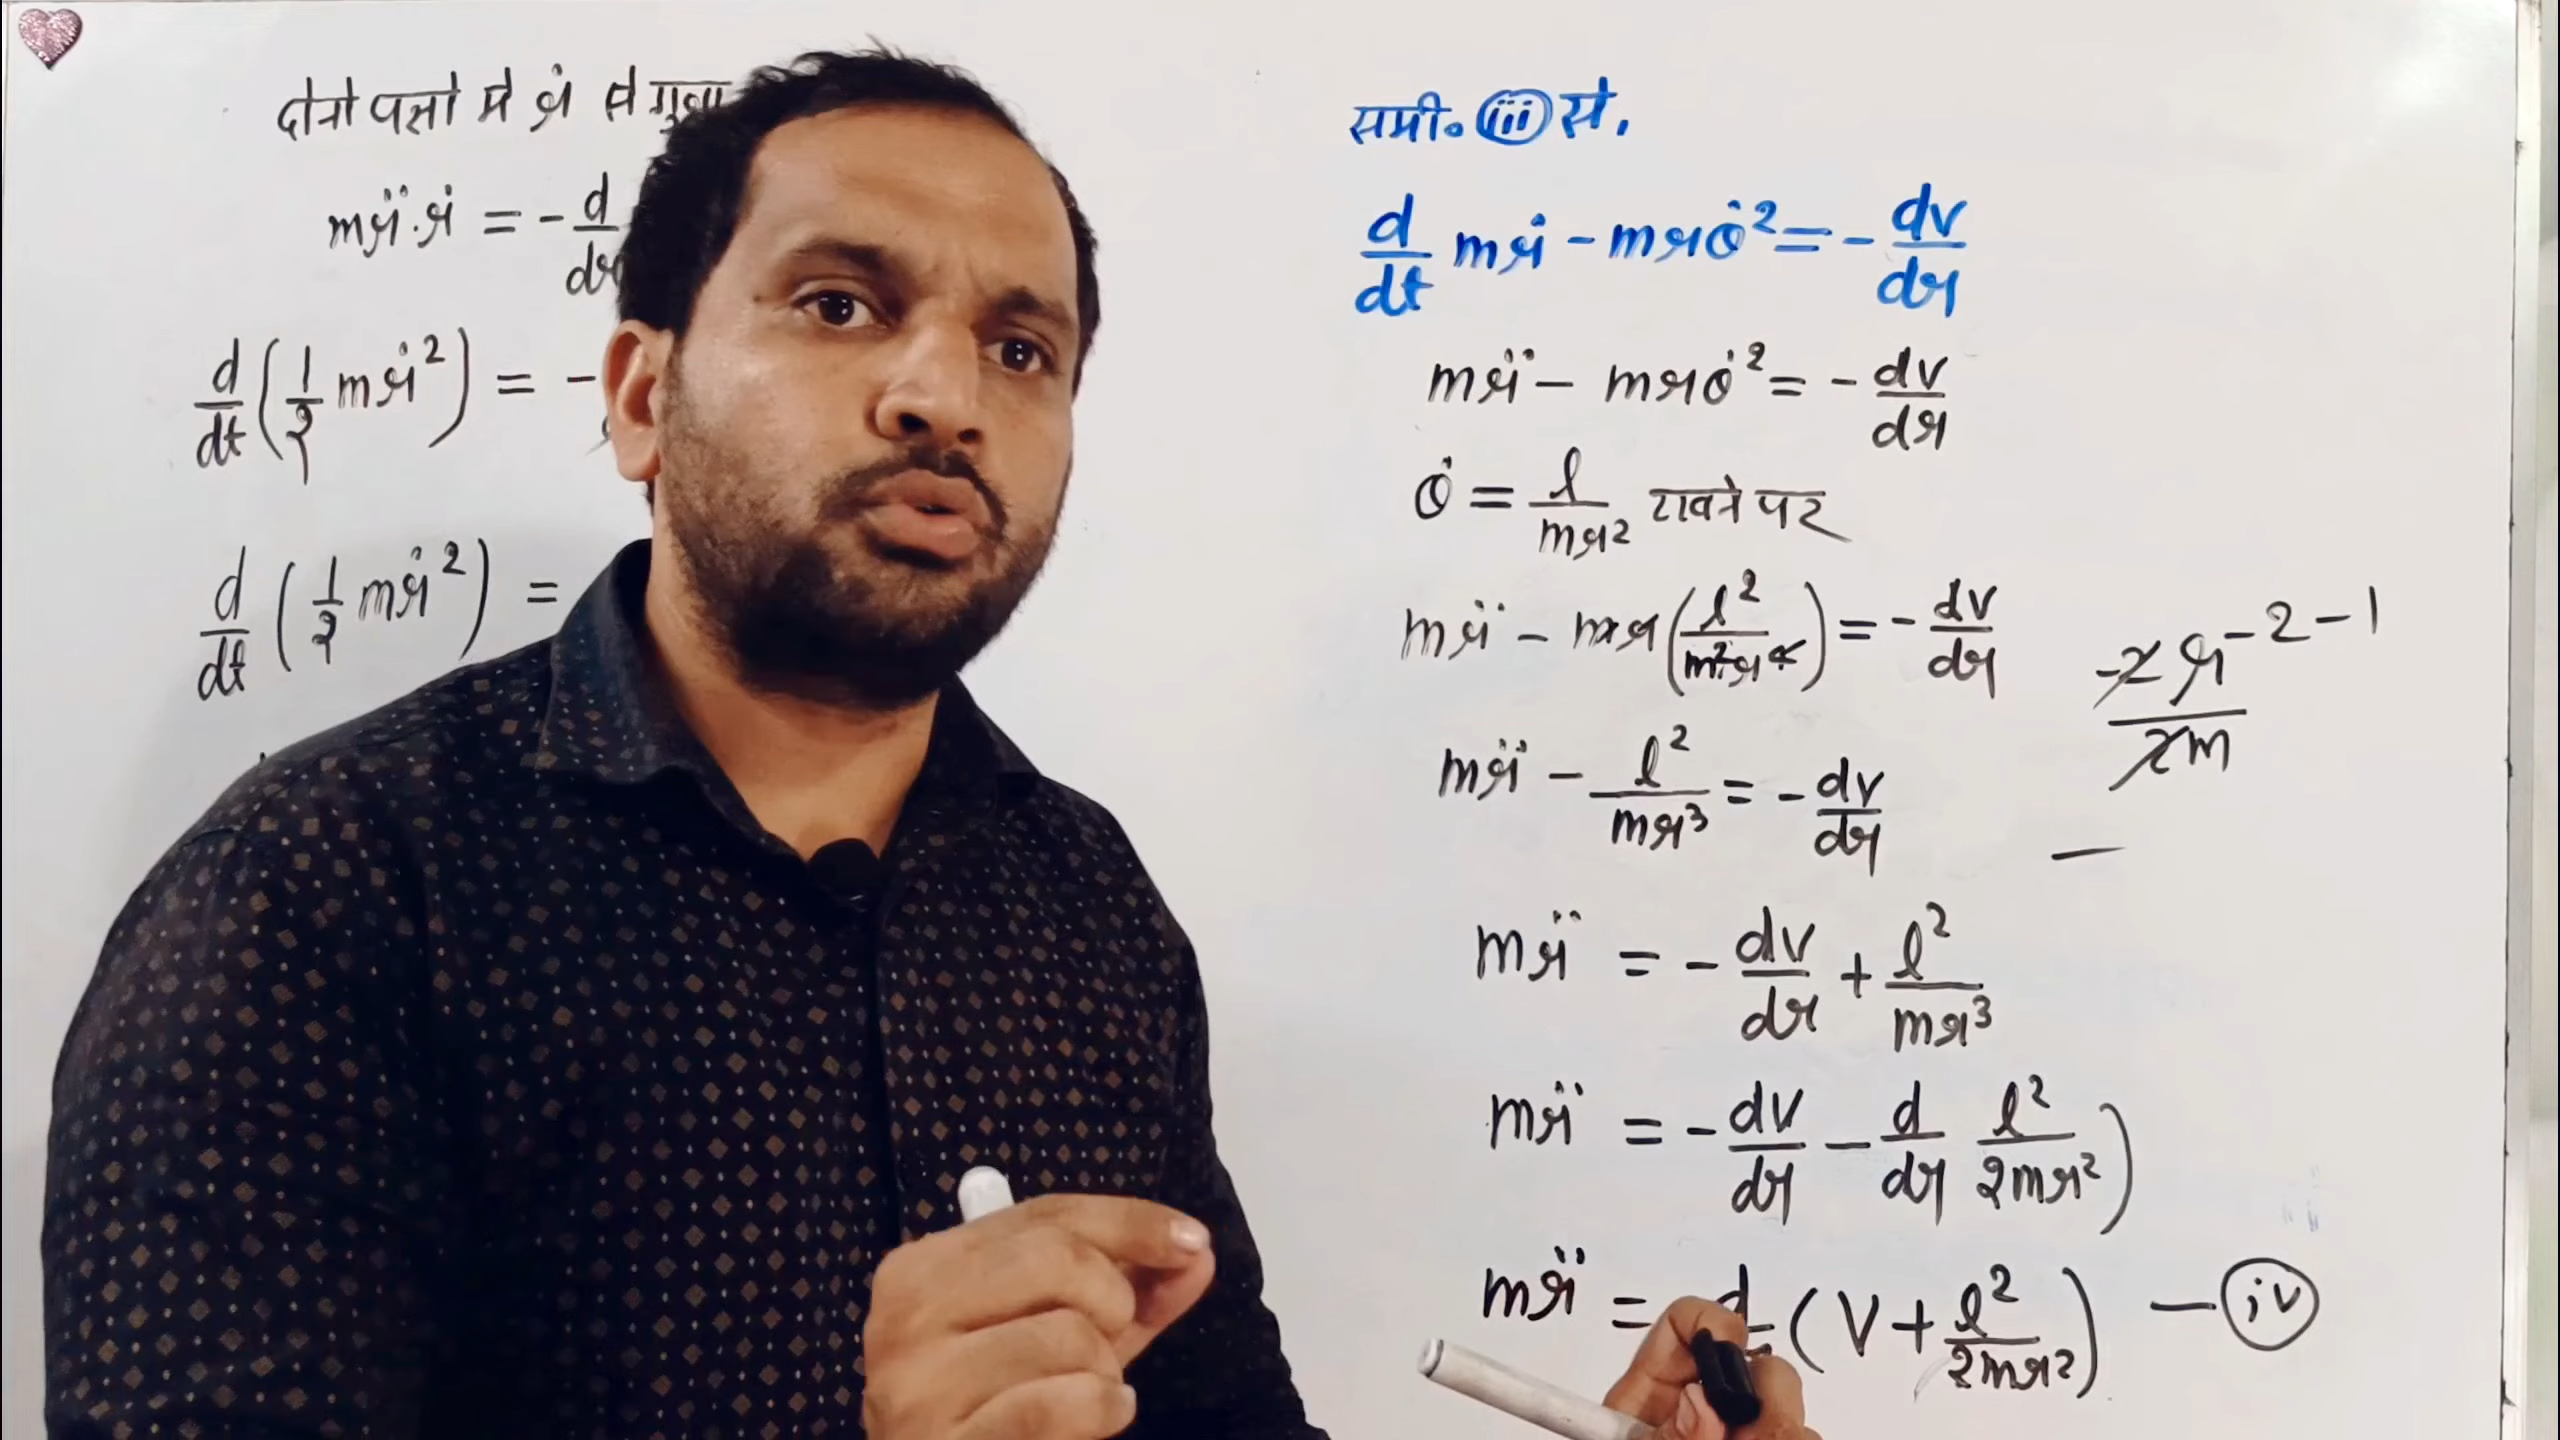 दोनो पक्षो मे ṙ से गुणा
mr̈·ṙ = - d/dr
d/dt (1/2 mṙ²) = -
d/dt (1/2 mṙ²) =
समी० (iii) से,
d/dt mṙ - mrθ̇² = - dv/dr
mr̈ - mrθ̇² = - dv/dr
θ̇ = l/mr² रखने पर
mr̈ - mr (l²/m²r⁴) = - dv/dr
-2r⁻²⁻¹/2m
mr̈ - l²/mr³ = - dv/dr
—
mr̈ = - dv/dr + l²/mr³
mr̈ = - dv/dr - d/dr l²/2mr²)
mr̈ = d (V + l²/2mr²) — (iv)